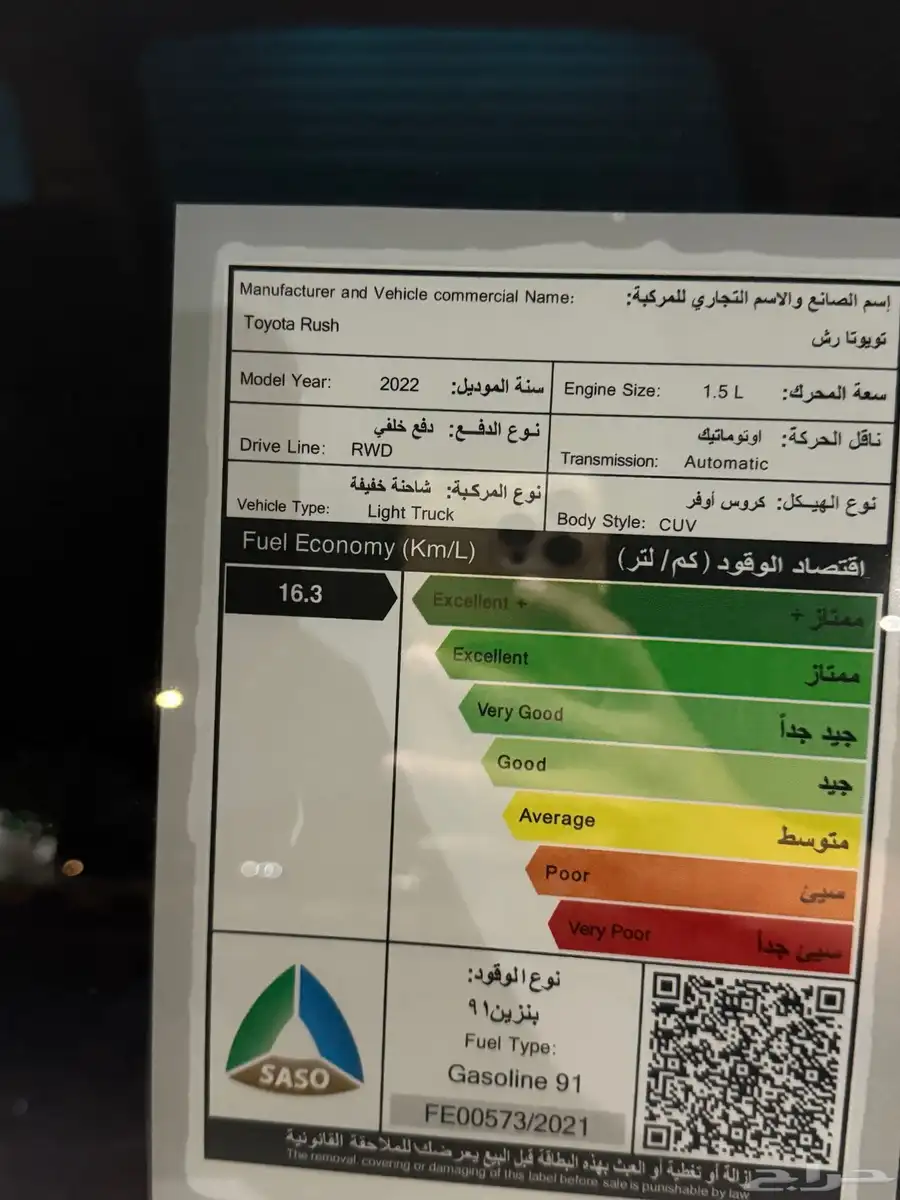 Manufacturer and Vehicle commercial Name: إسم الصانع والاسم التجاري للمركبة:
Toyota Rush تويوتا رش
Model Year: 2022 سنة الموديل:
Engine Size: 1.5 L سعة المحرك:
نوع الدفـــع: دفع خلفي
Drive Line: RWD
ناقل الحركة: اوتوماتيك
Transmission: Automatic
نوع المركبة: شاحنة خفيفة
Vehicle Type: Light Truck
نوع الهيـــكل: كروس أوفر
Body Style: CUV
Fuel Economy (Km/L) اقتصاد الوقود (كم/ لتر)
16.3
Excellent + ممتاز +
Excellent ممتاز
Very Good جيد جداً
Good جيد
Average متوسط
Poor سيئ
Very Poor سيئ جداً
SASO
نوع الوقود:
بنزين٩١
Fuel Type:
Gasoline 91
FE00573/2021
إزالة أو تغطية أو العبث بهذه البطاقة قبل البيع يعرضك للملاحقة القانونية
The removal, covering or damaging of this label before sale is punishable by law
حراج